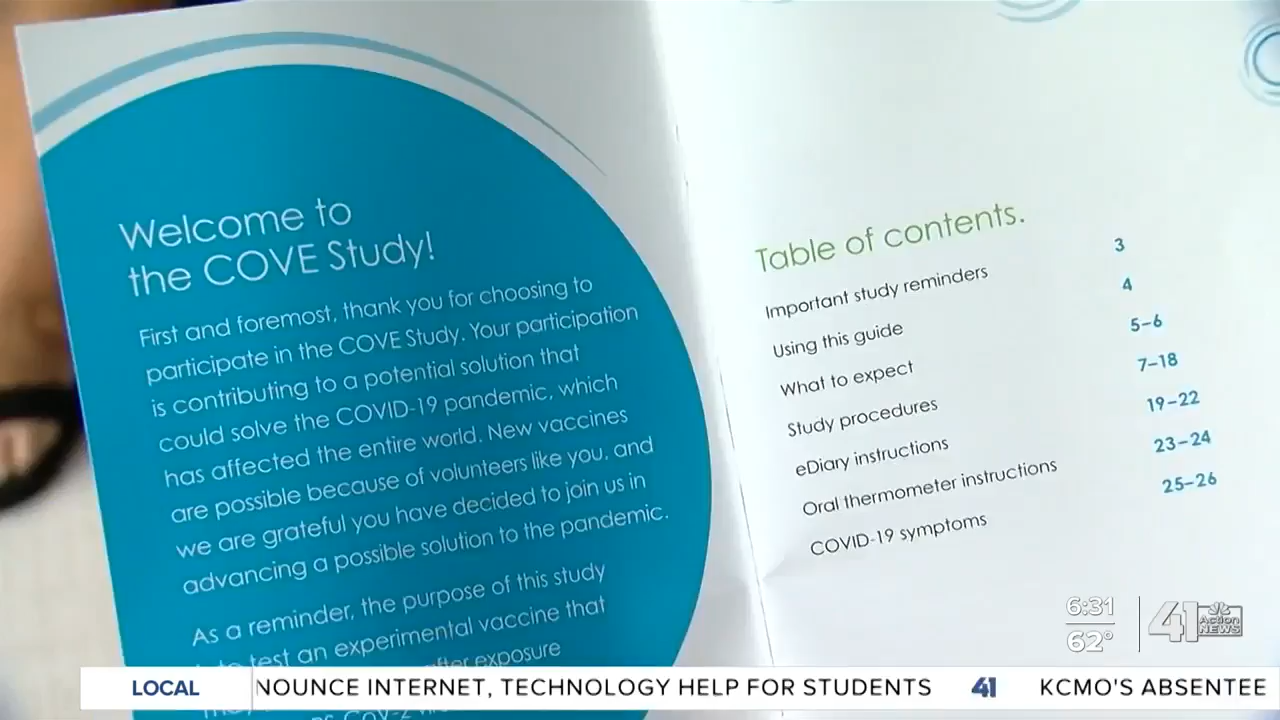 Welcome to
the COVE Study!
First and foremost, thank you for choosing to
participate in the COVE Study. Your participation
is contributing to a potential solution that
could solve the COVID-19 pandemic, which
has affected the entire world. New vaccines
are possible because of volunteers like you, and
we are grateful you have decided to join us in
advancing a possible solution to the pandemic.
As a reminder, the purpose of this study
to test an experimental vaccine that
after exposure
Table of contents.
Important study reminders 3
Using this guide 4
What to expect 5–6
Study procedures 7–18
eDiary instructions 19–22
Oral thermometer instructions 23–24
COVID-19 symptoms 25–26
6:31
62°
41 Action NEWS
LOCAL NOUNCE INTERNET, TECHNOLOGY HELP FOR STUDENTS 41 KCMO'S ABSENTEE